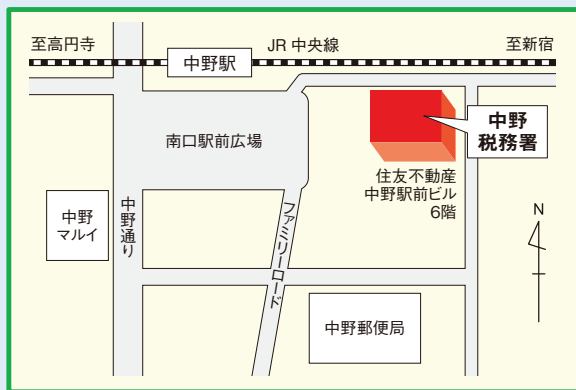 至高円寺
JR 中央線
至新宿
中野駅
中野
税務署
南口駅前広場
住友不動産
中野駅前ビル
6階
中野
マルイ
中野通り
ファミリーロード
N
中野郵便局